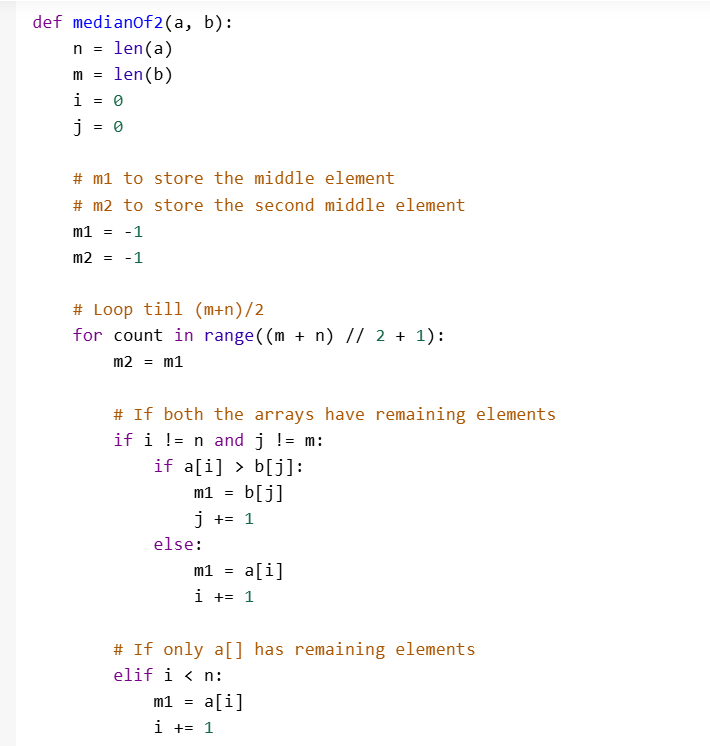 def medianOf2(a, b):
    n = len(a)
    m = len(b)
    i = 0
    j = 0

    # m1 to store the middle element
    # m2 to store the second middle element
    m1 = -1
    m2 = -1

    # Loop till (m+n)/2
    for count in range((m + n) // 2 + 1):
        m2 = m1

        # If both the arrays have remaining elements
        if i != n and j != m:
            if a[i] > b[j]:
                m1 = b[j]
                j += 1
            else:
                m1 = a[i]
                i += 1

        # If only a[] has remaining elements
        elif i < n:
            m1 = a[i]
            i += 1